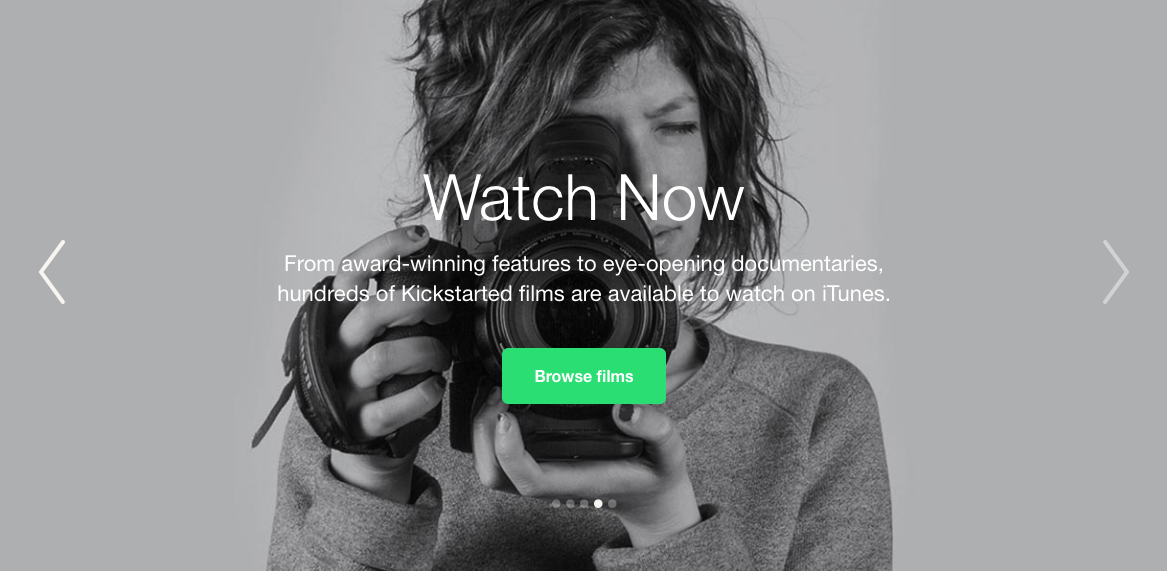 Watch Now
From award-winning features to eye-opening documentaries,
hundreds of Kickstarted films are available to watch on iTunes.
Browse films